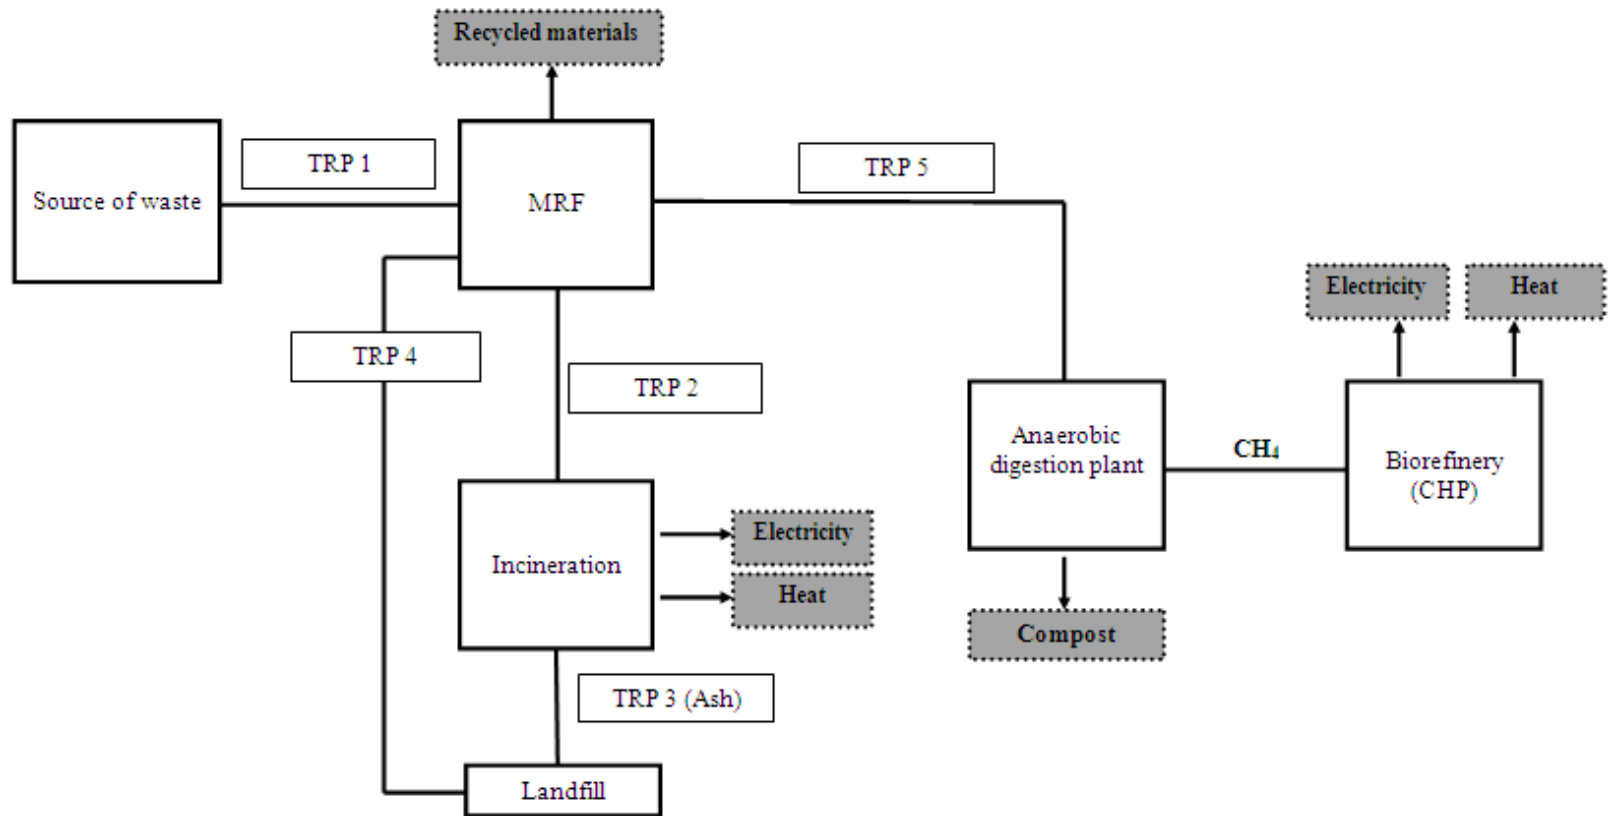 Recycled materials
TRP 1
TRP 5
Source of waste
MRF
Electricity
Heat
TRP 4
TRP 2
Anaerobic
digestion plant
CH₄
Biorefinery
(CHP)
Electricity
Incineration
Heat
Compost
TRP 3 (Ash)
Landfill